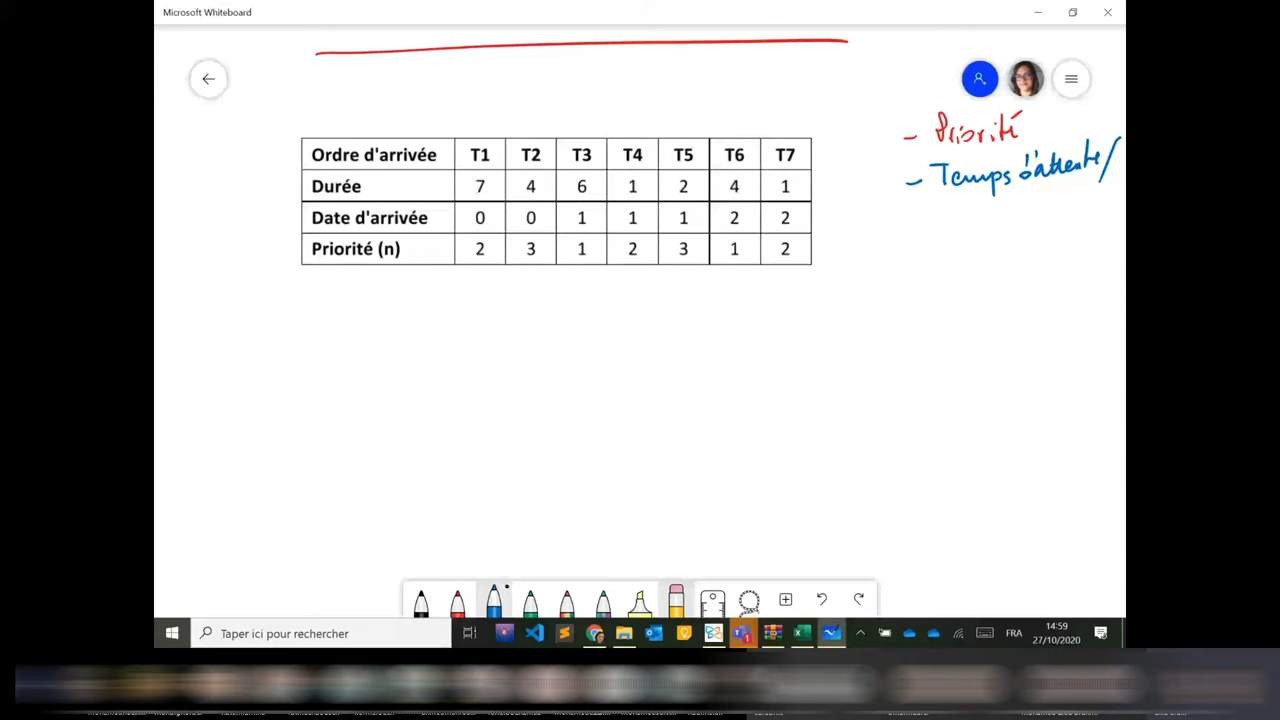 Microsoft Whiteboard
- Priorité
- Temps d'attente/
Ordre d'arrivée T1 T2 T3 T4 T5 T6 T7
Durée 7 4 6 1 2 4 1
Date d'arrivée 0 0 1 1 1 2 2
Priorité (n) 2 3 1 2 3 1 2
Taper ici pour rechercher
FRA
14:59
27/10/2020